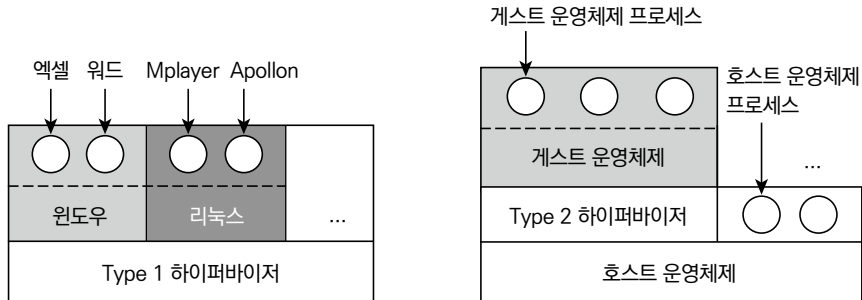 엑셀 워드 Mplayer Apollon
윈도우 리눅스 ...
Type 1 하이퍼바이저
게스트 운영체제 프로세스
호스트 운영체제
프로세스
게스트 운영체제
...
Type 2 하이퍼바이저
호스트 운영체제